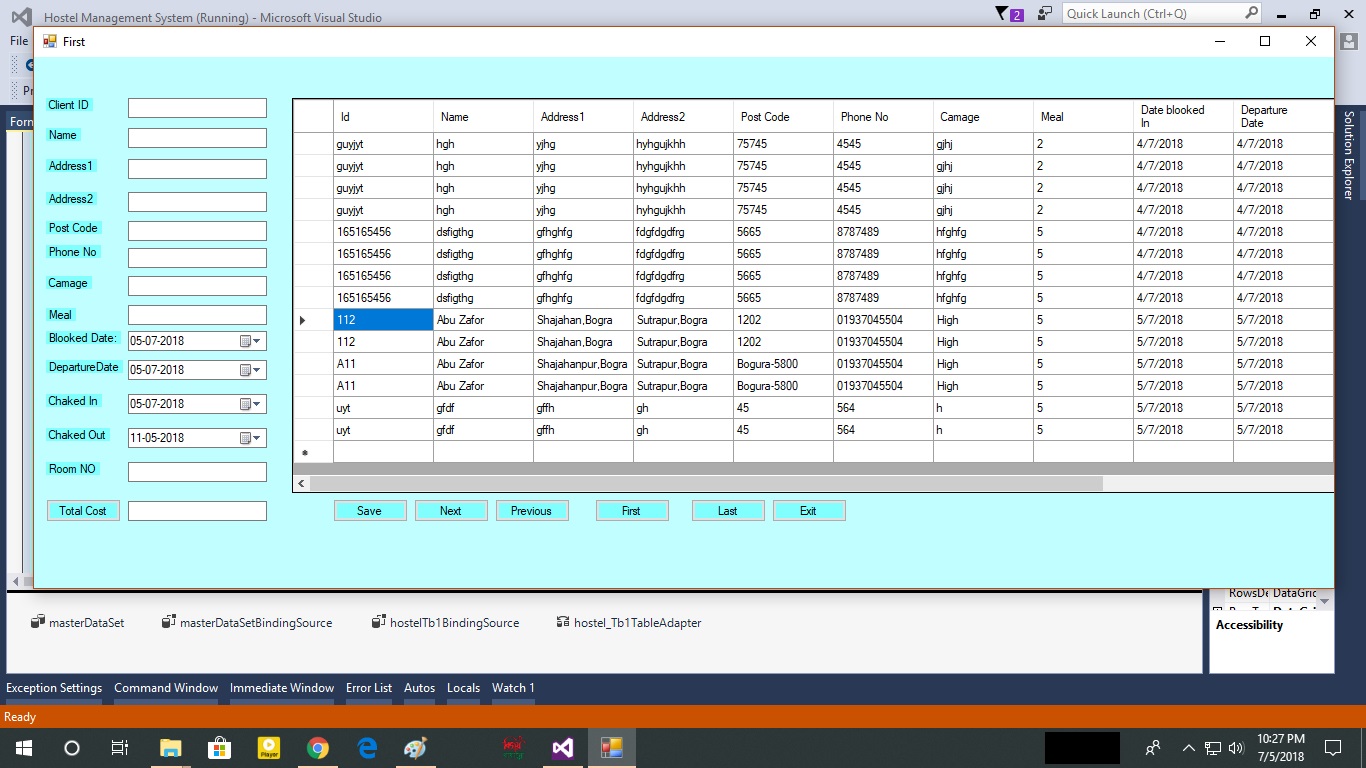 Hostel Management System (Running) - Microsoft Visual Studio
2
Quick Launch (Ctrl+Q)
File
First
Client ID
Name
Address1
Address2
Post Code
Phone No
Camage
Meal
Blooked Date: 05-07-2018
DepartureDate 05-07-2018
Chaked In 05-07-2018
Chaked Out 11-05-2018
Room NO
Total Cost
Id Name Address1 Address2 Post Code Phone No Camage Meal Date blooked In Departure Date
guyjyt hgh yjhg hyhgujkhh 75745 4545 gjhj 2 4/7/2018 4/7/2018
guyjyt hgh yjhg hyhgujkhh 75745 4545 gjhj 2 4/7/2018 4/7/2018
guyjyt hgh yjhg hyhgujkhh 75745 4545 gjhj 2 4/7/2018 4/7/2018
guyjyt hgh yjhg hyhgujkhh 75745 4545 gjhj 2 4/7/2018 4/7/2018
165165456 dsfigthg gfhghfg fdgfdgdfrg 5665 8787489 hfghfg 5 4/7/2018 4/7/2018
165165456 dsfigthg gfhghfg fdgfdgdfrg 5665 8787489 hfghfg 5 4/7/2018 4/7/2018
165165456 dsfigthg gfhghfg fdgfdgdfrg 5665 8787489 hfghfg 5 4/7/2018 4/7/2018
165165456 dsfigthg gfhghfg fdgfdgdfrg 5665 8787489 hfghfg 5 4/7/2018 4/7/2018
112 Abu Zafor Shajahan,Bogra Sutrapur,Bogra 1202 01937045504 High 5 5/7/2018 5/7/2018
112 Abu Zafor Shajahan,Bogra Sutrapur,Bogra 1202 01937045504 High 5 5/7/2018 5/7/2018
A11 Abu Zafor Shajahanpur,Bogra Sutrapur,Bogra Bogura-5800 01937045504 High 5 5/7/2018 5/7/2018
A11 Abu Zafor Shajahanpur,Bogra Sutrapur,Bogra Bogura-5800 01937045504 High 5 5/7/2018 5/7/2018
uyt gfdf gffh gh 45 564 h 5 5/7/2018 5/7/2018
uyt gfdf gffh gh 45 564 h 5 5/7/2018 5/7/2018
Save Next Previous First Last Exit
Solution Explorer
masterDataSet masterDataSetBindingSource hostelTb1BindingSource hostel_Tb1TableAdapter
RowsDe DataGric
Accessibility
Exception Settings Command Window Immediate Window Error List Autos Locals Watch 1
Ready
Player
10:27 PM
7/5/2018